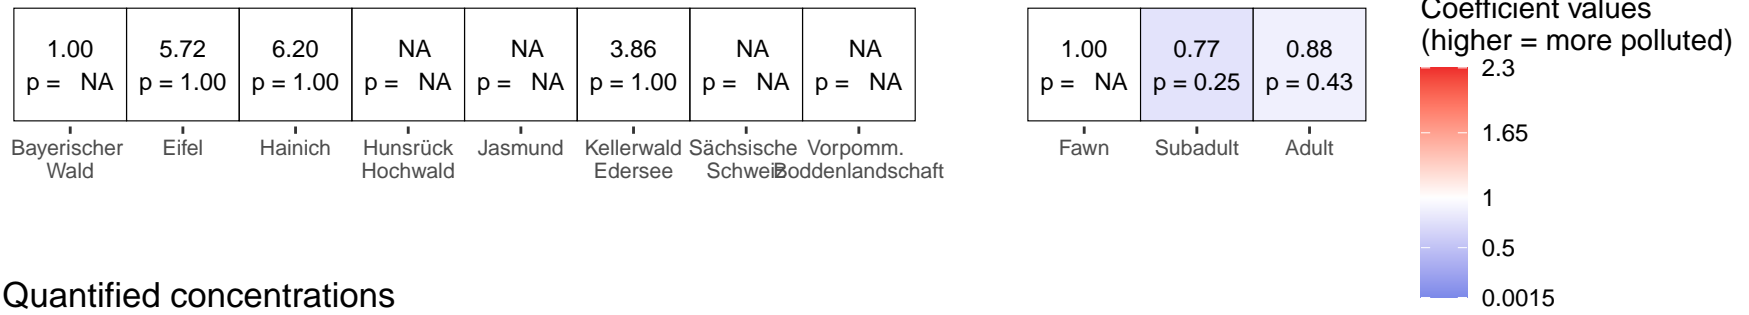 Coefficient values
(higher = more polluted)
1.00 5.72 6.20 NA NA 3.86 NA NA
p = NA p = 1.00 p = 1.00 p = NA p = NA p = 1.00 p = NA p = NA
Bayerischer Eifel Hainich Hunsrück Jasmund Kellerwald Sächsische Vorpomm.
Wald Hochwald Edersee Schweiz Boddenlandschaft
1.00 0.77 0.88
p = NA p = 0.25 p = 0.43
Fawn Subadult Adult
2.3
1.65
1
0.5
0.0015
Quantified concentrations